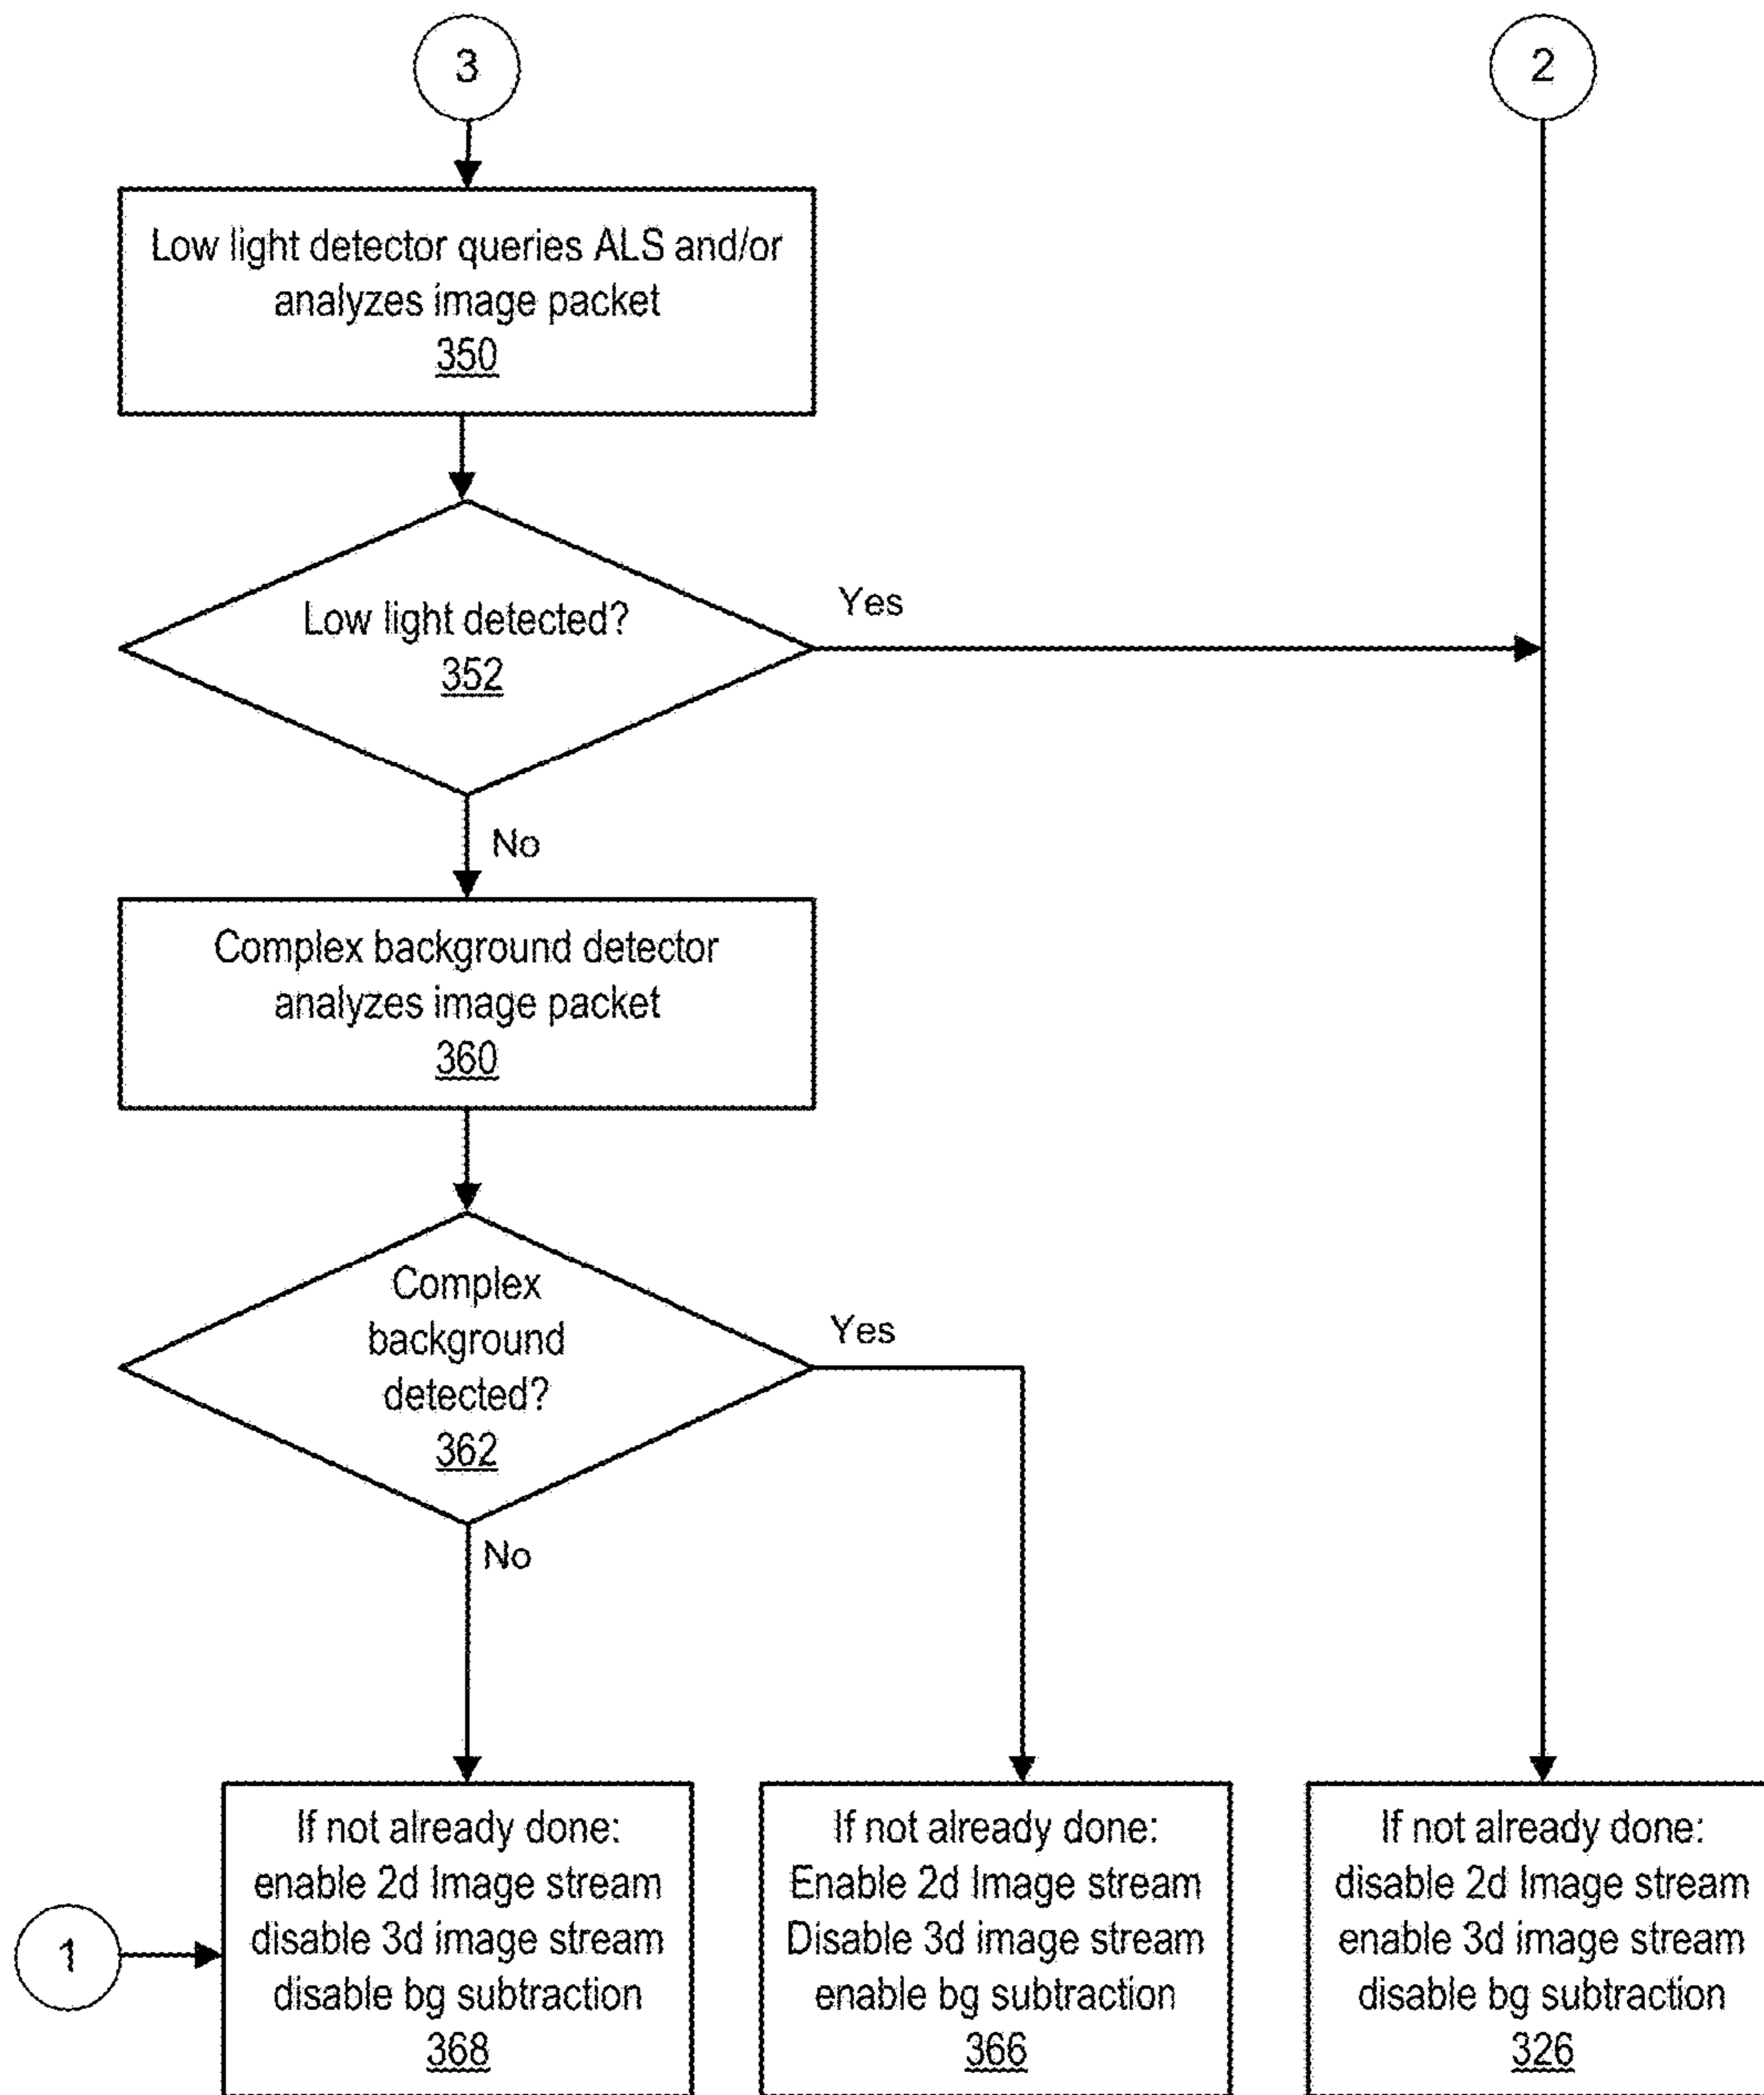 3
2
Low light detector queries ALS and/or
analyzes image packet
350
Low light detected?
352
Yes
No
Complex background detector
analyzes image packet
360
Complex
background
detected?
362
Yes
No
1
If not already done:
enable 2d Image stream
disable 3d image stream
disable bg subtraction
368
If not already done:
Enable 2d Image stream
Disable 3d image stream
enable bg subtraction
366
If not already done:
disable 2d Image stream
enable 3d image stream
disable bg subtraction
326